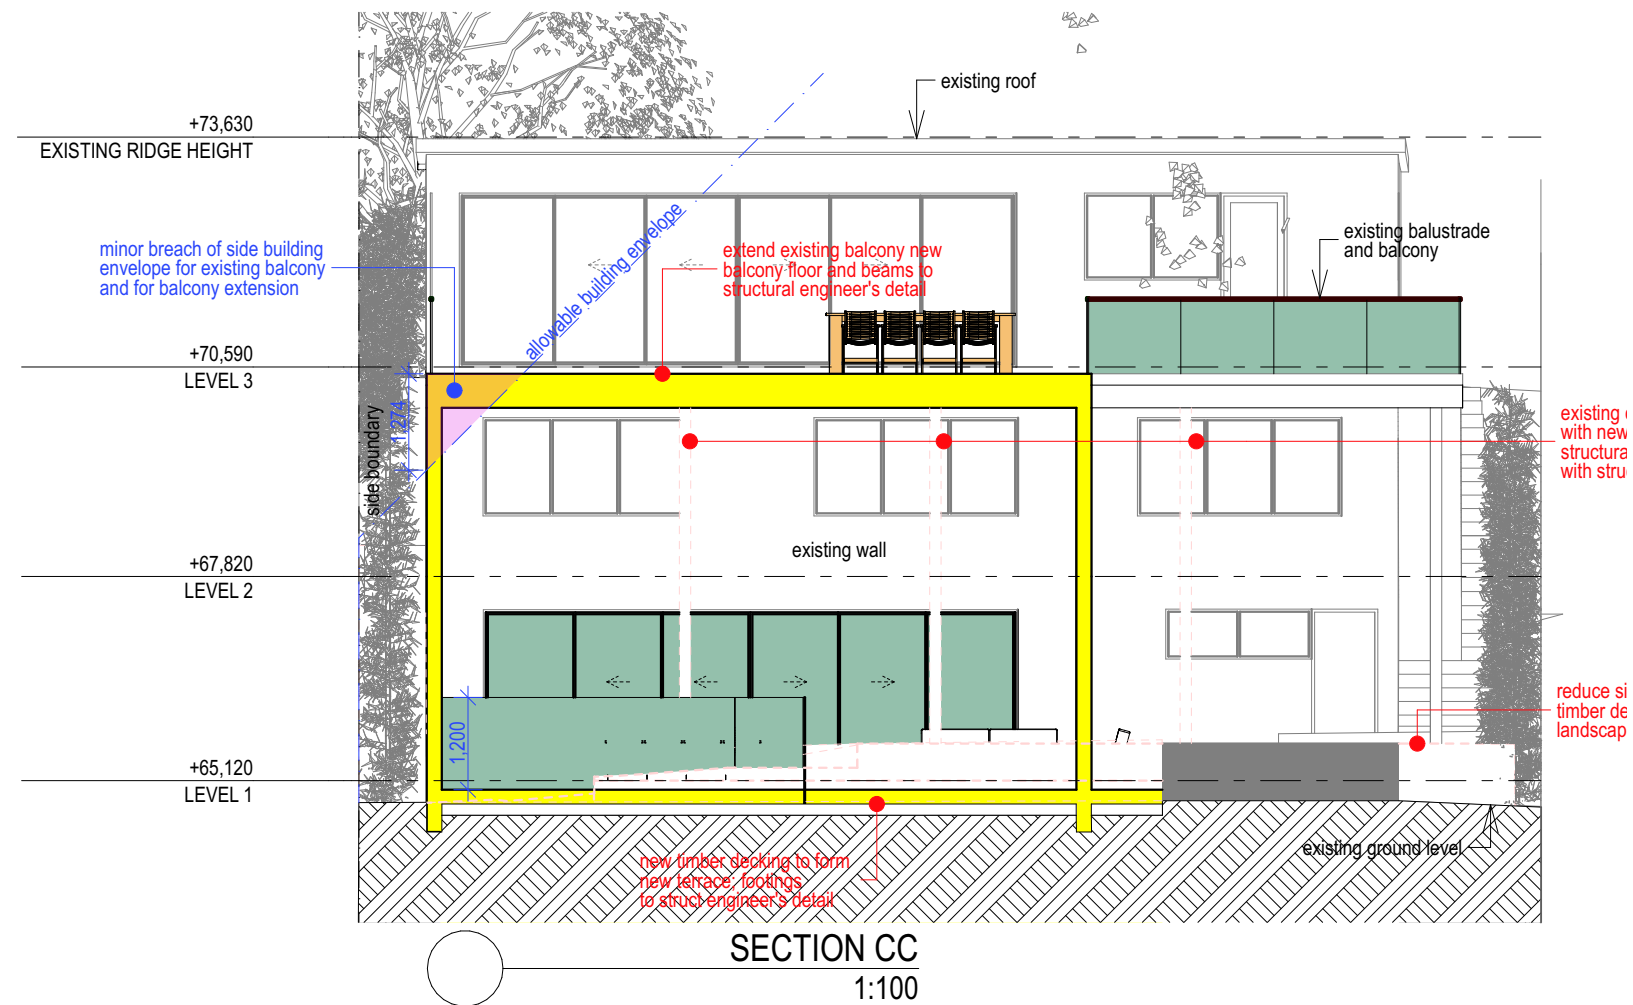 existing roof
+73,630
EXISTING RIDGE HEIGHT
minor breach of side building
envelope for existing balcony
and for balcony extension
allowable building envelope
extend existing balcony new
balcony floor and beams to
structural engineer's detail
existing balustrade
and balcony
+70,590
LEVEL 3
1,274
side boundary
existing
with new
structura
with struc
existing wall
+67,820
LEVEL 2
reduce si
timber de
landscap
1,200
+65,120
LEVEL 1
existing ground level
new timber decking to form
new terrace; footings
to struct engineer's detail
SECTION CC
1:100